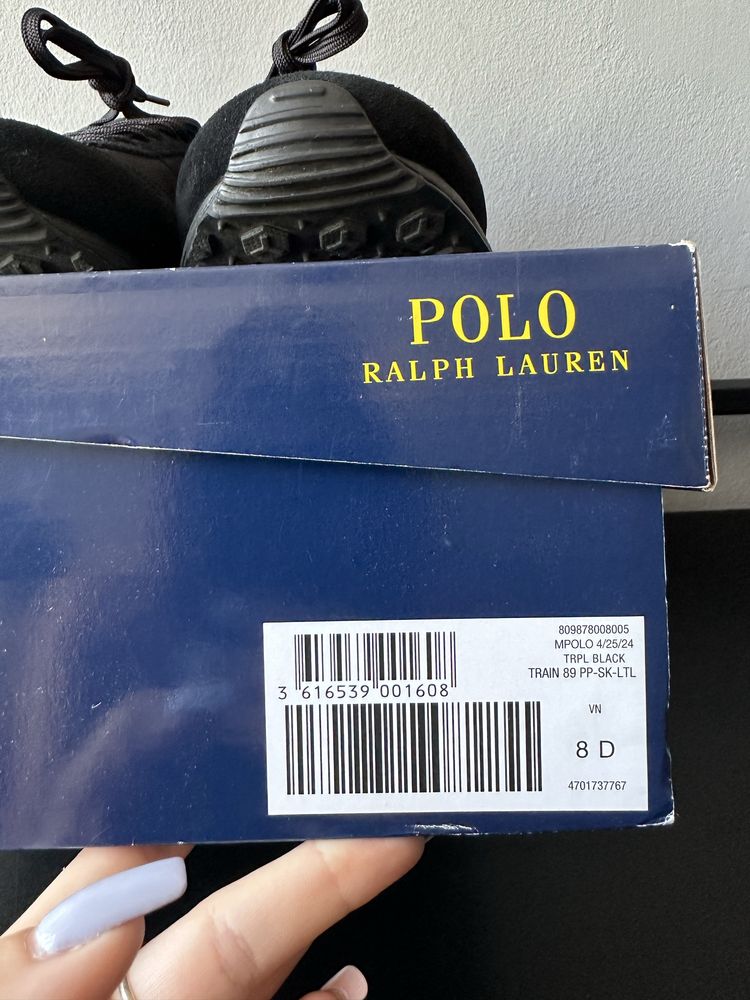 POLO
RALPH LAUREN
809878008005
MPOLO 4/25/24
TRPL BLACK
TRAIN 89 PP-SK-LTL
3 616539 001608
VN
8 D
4701737767